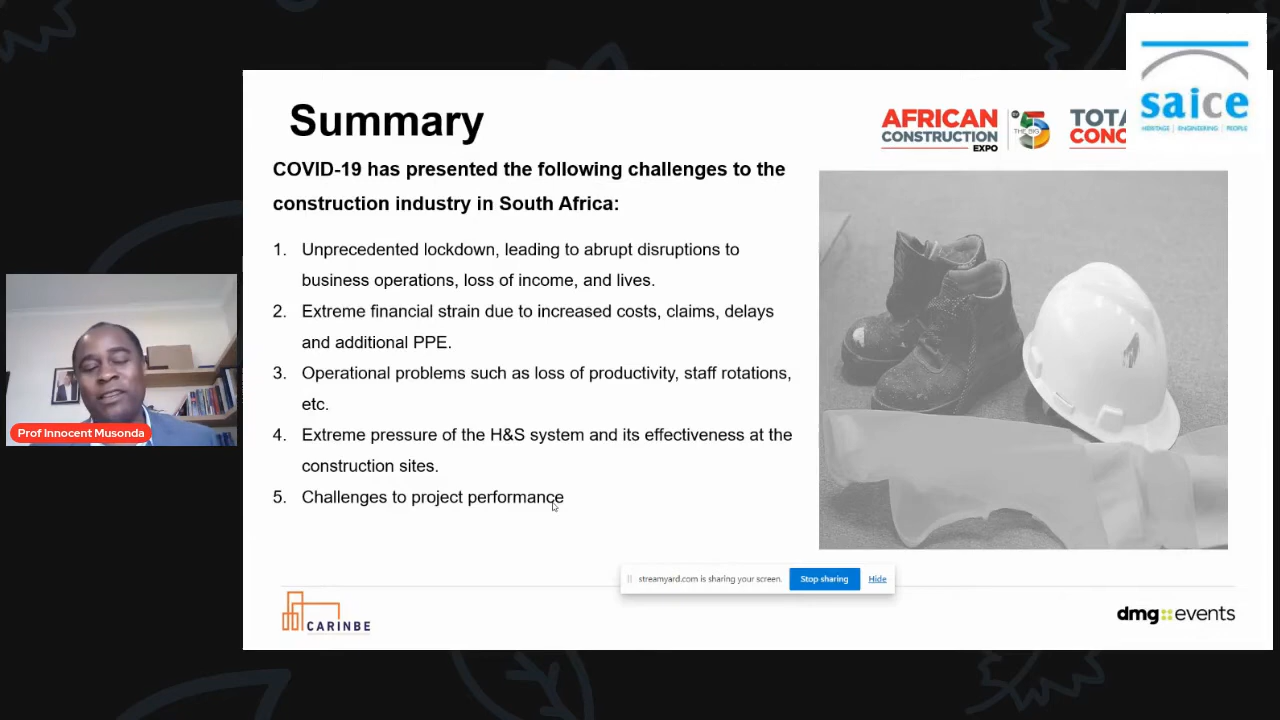 Summary
AFRICAN
CONSTRUCTION
EXPO
THE BIG
5
TOTA
CONC
saice
HERITAGE | ENGINEERING | PEOPLE
COVID-19 has presented the following challenges to the
construction industry in South Africa:
1. Unprecedented lockdown, leading to abrupt disruptions to
business operations, loss of income, and lives.
2. Extreme financial strain due to increased costs, claims, delays
and additional PPE.
3. Operational problems such as loss of productivity, staff rotations,
etc.
4. Extreme pressure of the H&S system and its effectiveness at the
construction sites.
5. Challenges to project performance
Prof Innocent Musonda
streamyard.com is sharing your screen. Stop sharing Hide
CARINBE
dmg::events